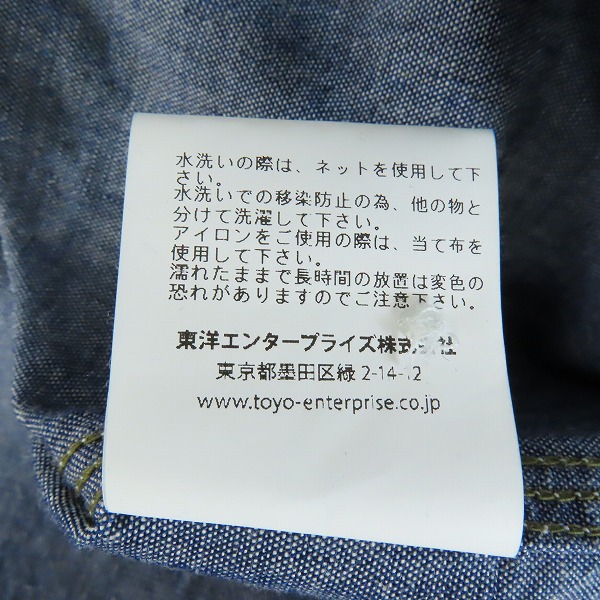 水洗いの際は、ネットを使用して下
さい。
水洗いでの移染防止の為、他の物と
分けて洗濯して下さい。
アイロンをご使用の際は、当て布を
使用して下さい。
濡れたままで長時間の放置は変色の
恐れがありますのでご注意下さい。
東洋エンタープライズ株式会社
東京都墨田区緑 2-14-12
www.toyo-enterprise.co.jp